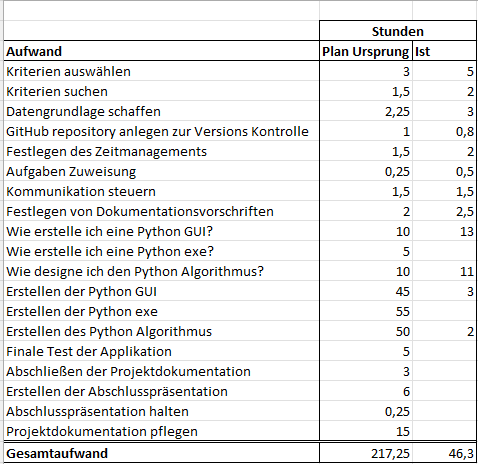 Stunden
Aufwand Plan Ursprung Ist
Kriterien auswählen 3 5
Kriterien suchen 1,5 2
Datengrundlage schaffen 2,25 3
GitHub repository anlegen zur Versions Kontrolle 1 0,8
Festlegen des Zeitmanagements 1,5 2
Aufgaben Zuweisung 0,25 0,5
Kommunikation steuern 1,5 1,5
Festlegen von Dokumentationsvorschriften 2 2,5
Wie erstelle ich eine Python GUI? 10 13
Wie erstelle ich eine Python exe? 5
Wie designe ich den Python Algorithmus? 10 11
Erstellen der Python GUI 45 3
Erstellen der Python exe 55
Erstellen des Python Algorithmus 50 2
Finale Test der Applikation 5
Abschließen der Projektdokumentation 3
Erstellen der Abschlusspräsentation 6
Abschlusspräsentation halten 0,25
Projektdokumentation pflegen 15
Gesamtaufwand 217,25 46,3